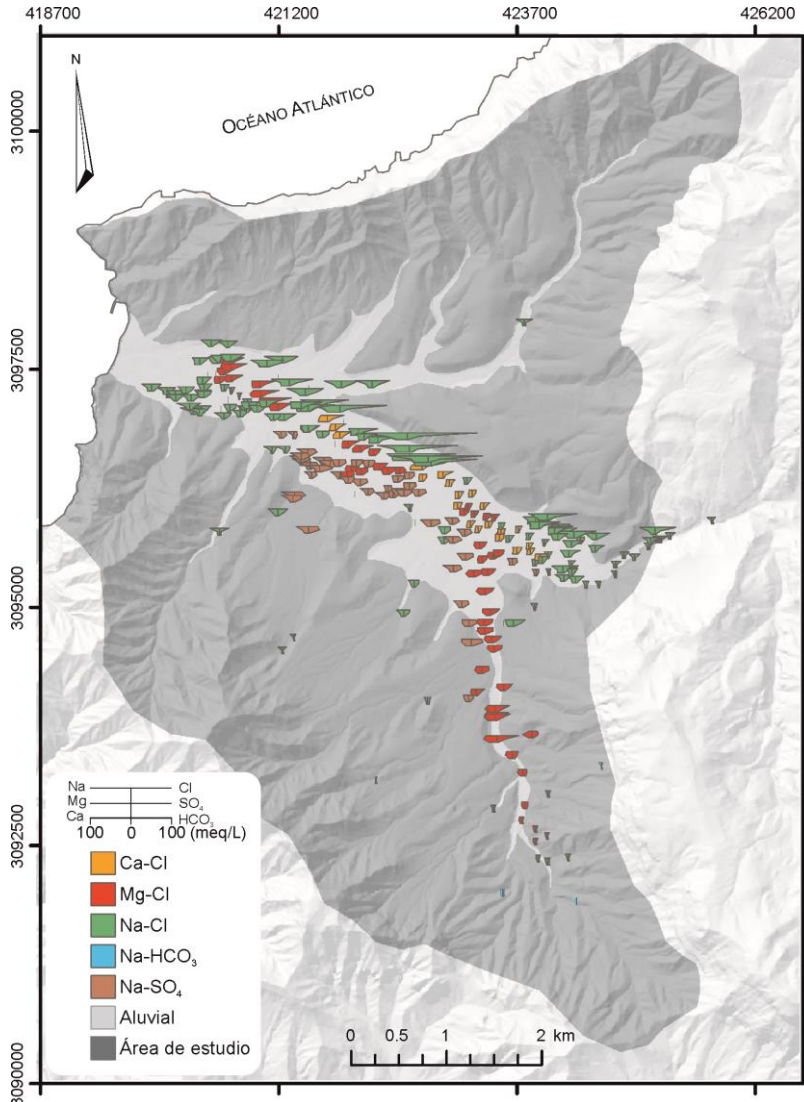 418700 421200 423700 426200
N
OCÉANO ATLÁNTICO
3100000
3097500
3095000
3092500
3090000
Na Cl
Mg SO₄
Ca HCO₃
100 0 100 (meq/L)
Ca-Cl
Mg-Cl
Na-Cl
Na-HCO₃
Na-SO₄
Aluvial
Área de estudio
0 0.5 1 2 km